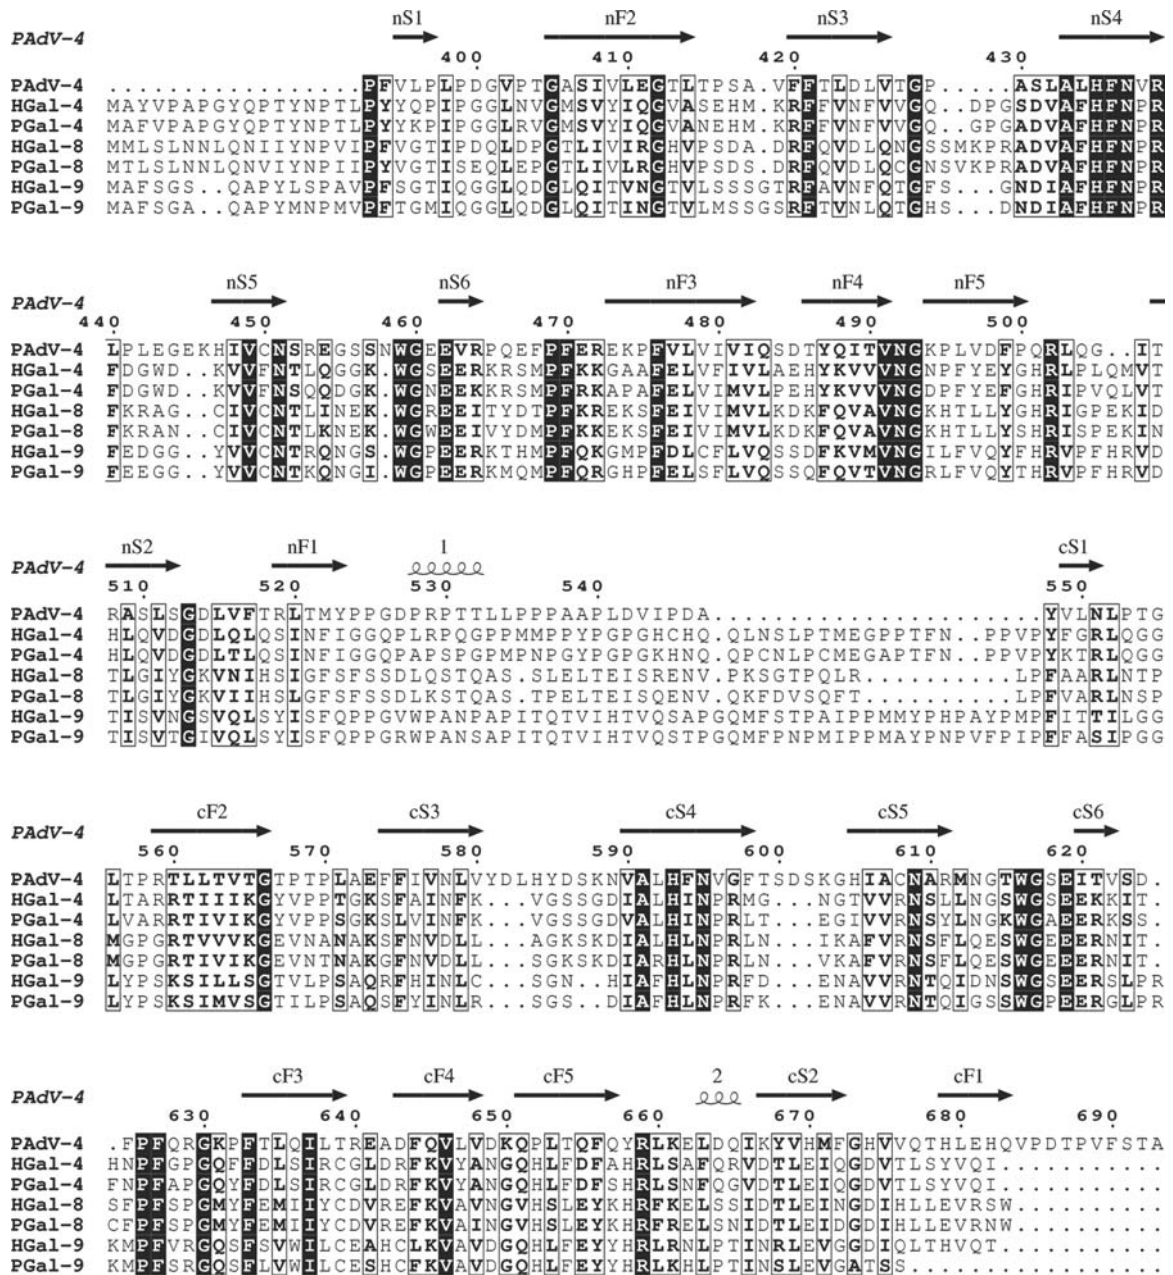 nS1 nF2 nS3 nS4
PAdV-4
400 410 420 430
PAdV-4 ..................PFVLPLPDGVPTGASIVLEGTLTPSA.VFFTLDLVTGP.....ASLALHFNVR
HGal-4 MAYVPAPGYQPTYNPTLPYYQPIPGGLNVGMSVYIQGVASEHMKRFFVNFVVGQ..DPGSDVAFHFNPR
PGal-4 MAFVPAPGYQPTYNPTLPYYKPIPGGLRVGMSVYIQGVANEHM.KRFFVNFVVGQ..GPGADVAFHFNPR
HGal-8 MMLSLNNLQNIIYNPVIPFVGTIPDQLDPGTLIVIRGHVPSDA.DRFQVDLQNGSSMKPRADVAFHFNPR
PGal-8 MTLSLNNLQNIIYNPIIPYVGTISEQLEPGTLIVLRGHVPSDS.DRFQVDLQCGNSVKPRADVAFHFNPR
HGal-9 MAFSGS..QAPYLSPAVPFSGTIQGGLQDGLQITVNGTVLSSSGTRFAVNFQTGFS...GNDIAFHFNPR
PGal-9 MAFSGA..QAPYMNPMVPFTGMIQGGLQDGLQITINGTVLMSSGSRFTVNLQTGHS...DNDIAFHFNPR
nS5 nS6 nF3 nF4 nF5
PAdV-4
440 450 460 470 480 490 500
PAdV-4 LPLEGEKHIVCNSREGSSNWGEEVRPQEFPFEREKPFVLVIVIQSDTYQITVNGKPLVDFPQRLQG..IT
HGal-4 FDGWD..KVVFNTLQGGK.WGSEERKRSMPFKKGAAFELVFIVLAEHYKVVVNGNPFYEYGHRLPLQMVT
PGal-4 FDGWD..KVVFNSQQDGK.WGNEEKKRSMPFRKAPAFELVIMVLPEHYKVVVNGDPFYEFGHRIPVQLVT
HGal-8 FKRAG..CIVCNTLINEK.WGREEITYDTPFKREKSFEIVIMVLKDKFQVAVNGKHTLLYGHRIGPEKID
PGal-8 FKRAN..CIVCNTLKNEK.WGWEEIVYDMPFKKEKSFEIVIMVLKDKFQVAVNGKHTLLYSHRISPEKIN
HGal-9 FEDGG..YVVCNTRQNGS.WGPEERKTHMPFQKGMPFDLCFLVQSSDFKVMVNGILFVQYFHRVPFHRVD
PGal-9 FEEGG..YVVCNTKQNGI.WGPEERKMQMPFQRGHPFELSFLVQSSQFQVTVNGRLFVQYTHRVPFHRVD
nS2 nF1 1 cS1
PAdV-4
510 520 530 540 550
PAdV-4 RASLSGDLVFTRLTMYPPGDPRPTTLLPPPAAPLDVIPDA......................YVLNLPTG
HGal-4 HLQVDGDLQLQSINFIGGQPLRPQGPPMMPPYPGPGHCHQ.QLNSLPTMEGPPTFN..PPVPYFGRLQGG
PGal-4 HLQVDGDLTLQSINFIGGQPAPSPGPMPNPGYPGPGKHNQ.QPCNLPCMEGAPTFN..PPVPYKTRLQGG
HGal-8 TLGIYGKVNIHSIGFSFSSDLQSTQAS.SLELTEISRENV.PKSGTPQLR...........LPFAARLNTP
PGal-8 TLGIYGKVIIHSLGFSFSSDLKSTQAS.TPELTEISQENV.QKFDVSQFT...........LPFVARLNSP
HGal-9 TISVNGSVQLSYISFQPPGVWPANPAPITQTVIHTVQSAPGQMFSTPAIPPMMYPHPAYPMPFITTILGG
PGal-9 TISVTGIVQLSYISFQPPGRWPANSAPITQTVIHTVQSTPGQMFPNPMIPPMAYPNPVFPIPFFASIPGG
cF2 cS3 cS4 cS5 cS6
PAdV-4
560 570 580 590 600 610 620
PAdV-4 LTPRTLLTVTGTPTPLAEFFIVNLVYDLHYDSKNVALHFNVGFTSDSKGHIACNARMNGTWGSEITVSD.
HGal-4 LTARRTIIIKGYVPPTGKSFAINFK...VGSSGDIALHINPRMG...NGTVVRNSLLNGSWGSEEKKIT.
PGal-4 LVARRTIVIKGYVPPSGKSLVINFK...VGSSGDVALHINPRLT...EGIVVRNSYLNGKWGAEERKSS.
HGal-8 MGPGRTVVVKGEVNANAKSFNVDLL...AGKSKDIALHLNPRLN...IKAFVRNSFLQESWGEEERNIT.
PGal-8 MGPGRTIVIKGEVNTNAKGFNVDLL...SGKSKDIALHLNPRLN...VKAFVRNSFLQESWGEEERNIT.
HGal-9 LYPSKSILLSGTVLPSAQRFHINLC...SGN..HIAFHLNPRFD...ENAVVRNTQIDNSWGSEERSLPR
PGal-9 LYPSKSIMVSGTILPSAQSFYINLR...SGS..DIAFHLNPRFK...ENAVVRNTQIGSSWGPEERGLPR
cF3 cF4 cF5 2 cS2 cF1
PAdV-4
630 640 650 660 670 680 690
PAdV-4 .FPFQRGKPFTLQILTREADFQVLVDKQPLTQFQYRLKELDQIKYVHMFGHVVQTHLEHQVPDTPVFSTA
HGal-4 HNPFGPGQFFDLSIRCGLDRFKVYANGQHLFDFAHRLSAFQRVDTLEIQGDVTLSYVQI...........
PGal-4 FNPFAPGQYFDLSIRCGLDRFKVYANGQHLFDFSHRLSNFQGVDTLEIQGDVTLSYVQI...........
HGal-8 SFPFSPGMYFEMIIYCDVREFKVAVNGVHSLEYKHRFKELSSIDTLEINGDIHLLEVRSW..........
PGal-8 CFPFSPGMYFEMIIYCDVREFKVAINGVHSLEYKHRFRELSNIDTLEIDGDIHLLEVRNW..........
HGal-9 KMPFVRGQSFSVWILCEAHCLKVAVDGQHLFEYYHRLRNLPTINRLEVGGDIQLTHVQT...........
PGal-9 KMPFSRGQSFLVWILCESHCFKVAVDGQHLFEYYHRLKHLPTINSLEVGATSS.................